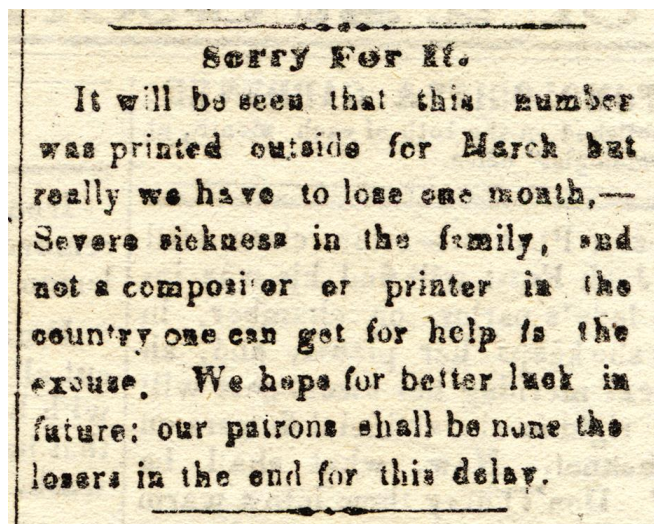 Sorry For It.
It will be seen that this number
was printed outside for March but
really we have to lose one month,—
Severe sickness in the family, and
not a compositor or printer in the
country one can get for help is the
excuse. We hope for better luck in
future; our patrons shall be none the
losers in the end for this delay.